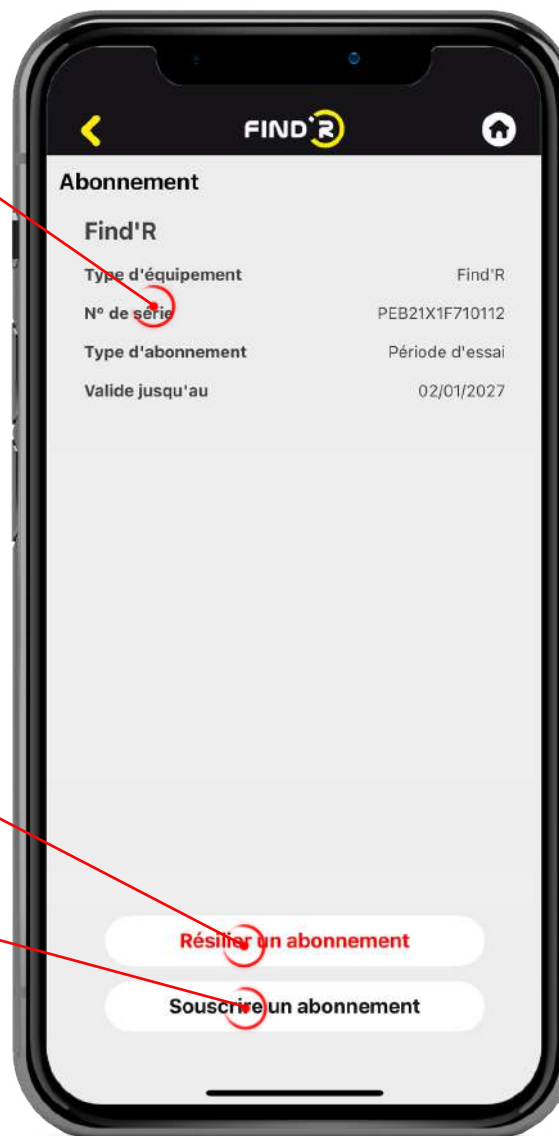 FIND'R
Abonnement
Find'R
Type d'équipement Find'R
N° de série PEB21X1F710112
Type d'abonnement Période d'essai
Valide jusqu'au 02/01/2027
Résilier un abonnement
Souscrire un abonnement